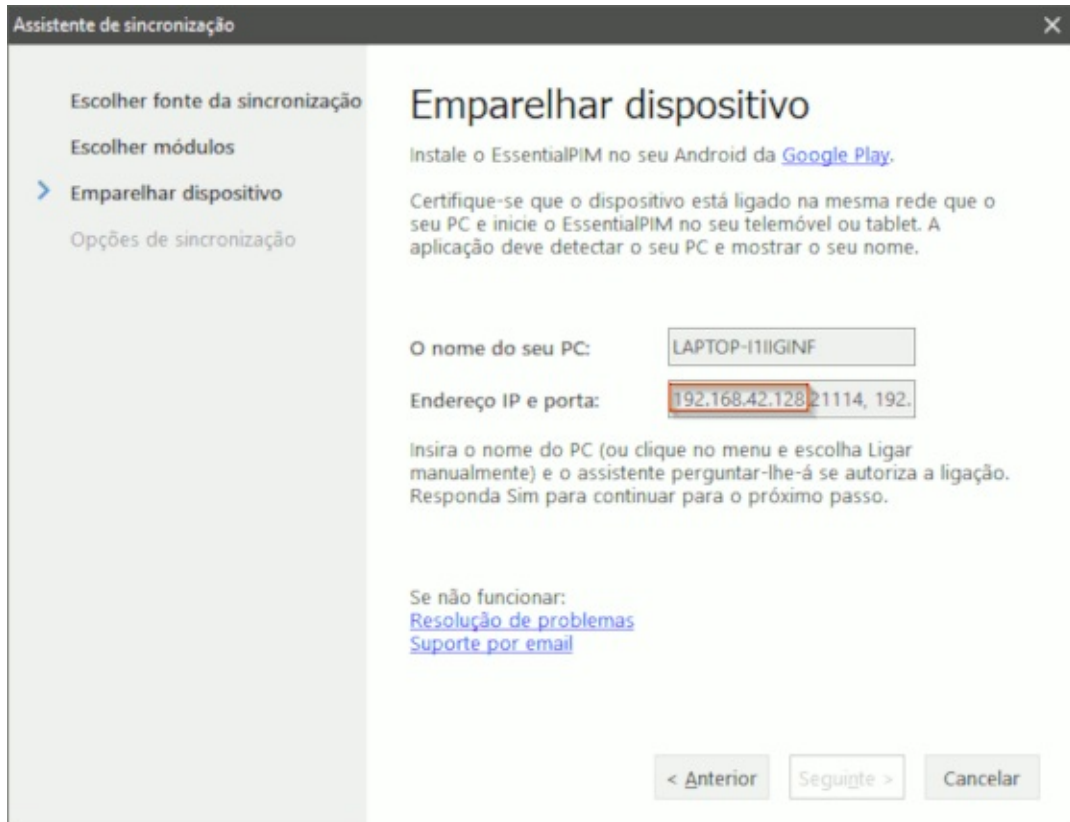 Assistente de sincronização
Escolher fonte da sincronização
Escolher módulos
Emparelhar dispositivo
Opções de sincronização
Emparelhar dispositivo
Instale o EssentialPIM no seu Android da Google Play.
Certifique-se que o dispositivo está ligado na mesma rede que o
seu PC e inicie o EssentialPIM no seu telemóvel ou tablet. A
aplicação deve detectar o seu PC e mostrar o seu nome.
O nome do seu PC:
Endereço IP e porta:
192.168.42.128 21114, 192.
Insira o nome do PC (ou clique no menu e escolha Ligar
manualmente) e o assistente perguntar-lhe-á se autoriza a ligação.
Responda Sim para continuar para o próximo passo.
Se não funcionar:
Resolução de problemas
Suporte por email
< Anterior
Seguinte >
Cancelar